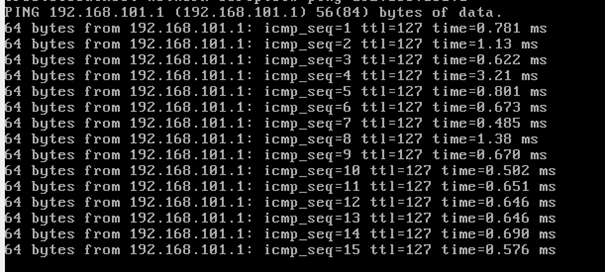 PING 192.168.101.1 (192.168.101.1) 56(84) bytes of data.
64 bytes from 192.168.101.1: icmp_seq=1 ttl=127 time=0.781 ms
64 bytes from 192.168.101.1: icmp_seq=2 ttl=127 time=1.13 ms
64 bytes from 192.168.101.1: icmp_seq=3 ttl=127 time=0.622 ms
64 bytes from 192.168.101.1: icmp_seq=4 ttl=127 time=3.21 ms
64 bytes from 192.168.101.1: icmp_seq=5 ttl=127 time=0.801 ms
64 bytes from 192.168.101.1: icmp_seq=6 ttl=127 time=0.673 ms
64 bytes from 192.168.101.1: icmp_seq=7 ttl=127 time=0.485 ms
64 bytes from 192.168.101.1: icmp_seq=8 ttl=127 time=1.38 ms
64 bytes from 192.168.101.1: icmp_seq=9 ttl=127 time=0.670 ms
64 bytes from 192.168.101.1: icmp_seq=10 ttl=127 time=0.502 ms
64 bytes from 192.168.101.1: icmp_seq=11 ttl=127 time=0.651 ms
64 bytes from 192.168.101.1: icmp_seq=12 ttl=127 time=0.646 ms
64 bytes from 192.168.101.1: icmp_seq=13 ttl=127 time=0.646 ms
64 bytes from 192.168.101.1: icmp_seq=14 ttl=127 time=0.690 ms
64 bytes from 192.168.101.1: icmp_seq=15 ttl=127 time=0.576 ms